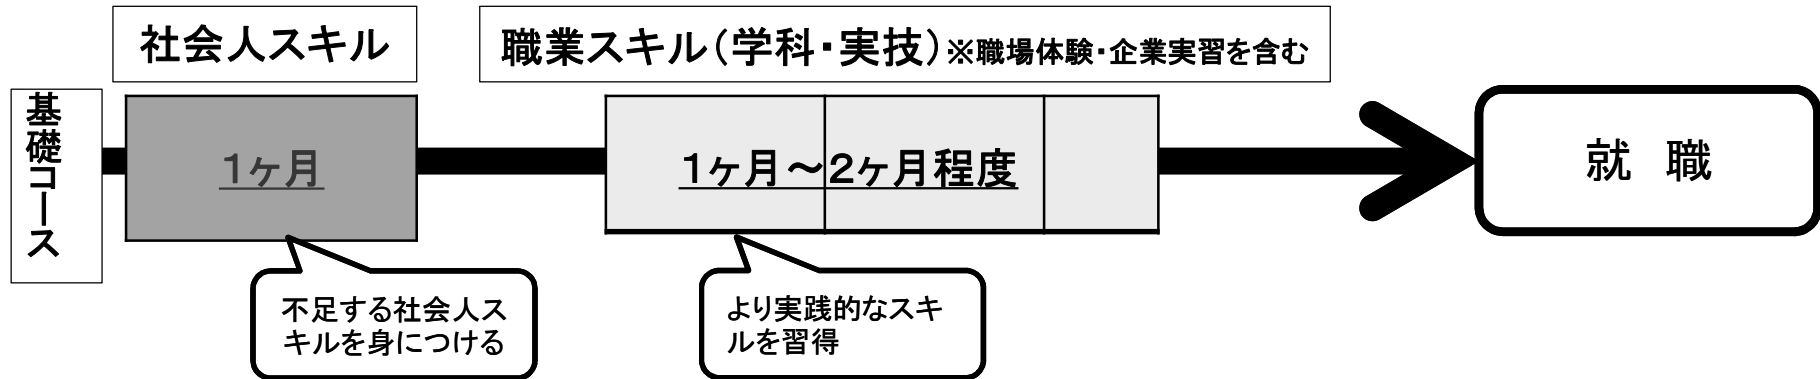 社会人スキル
職業スキル(学科・実技)※職場体験・企業実習を含む
基礎コース
1ヶ月
1ヶ月~2ヶ月程度
就 職
不足する社会人ス
キルを身につける
より実践的なスキ
ルを習得